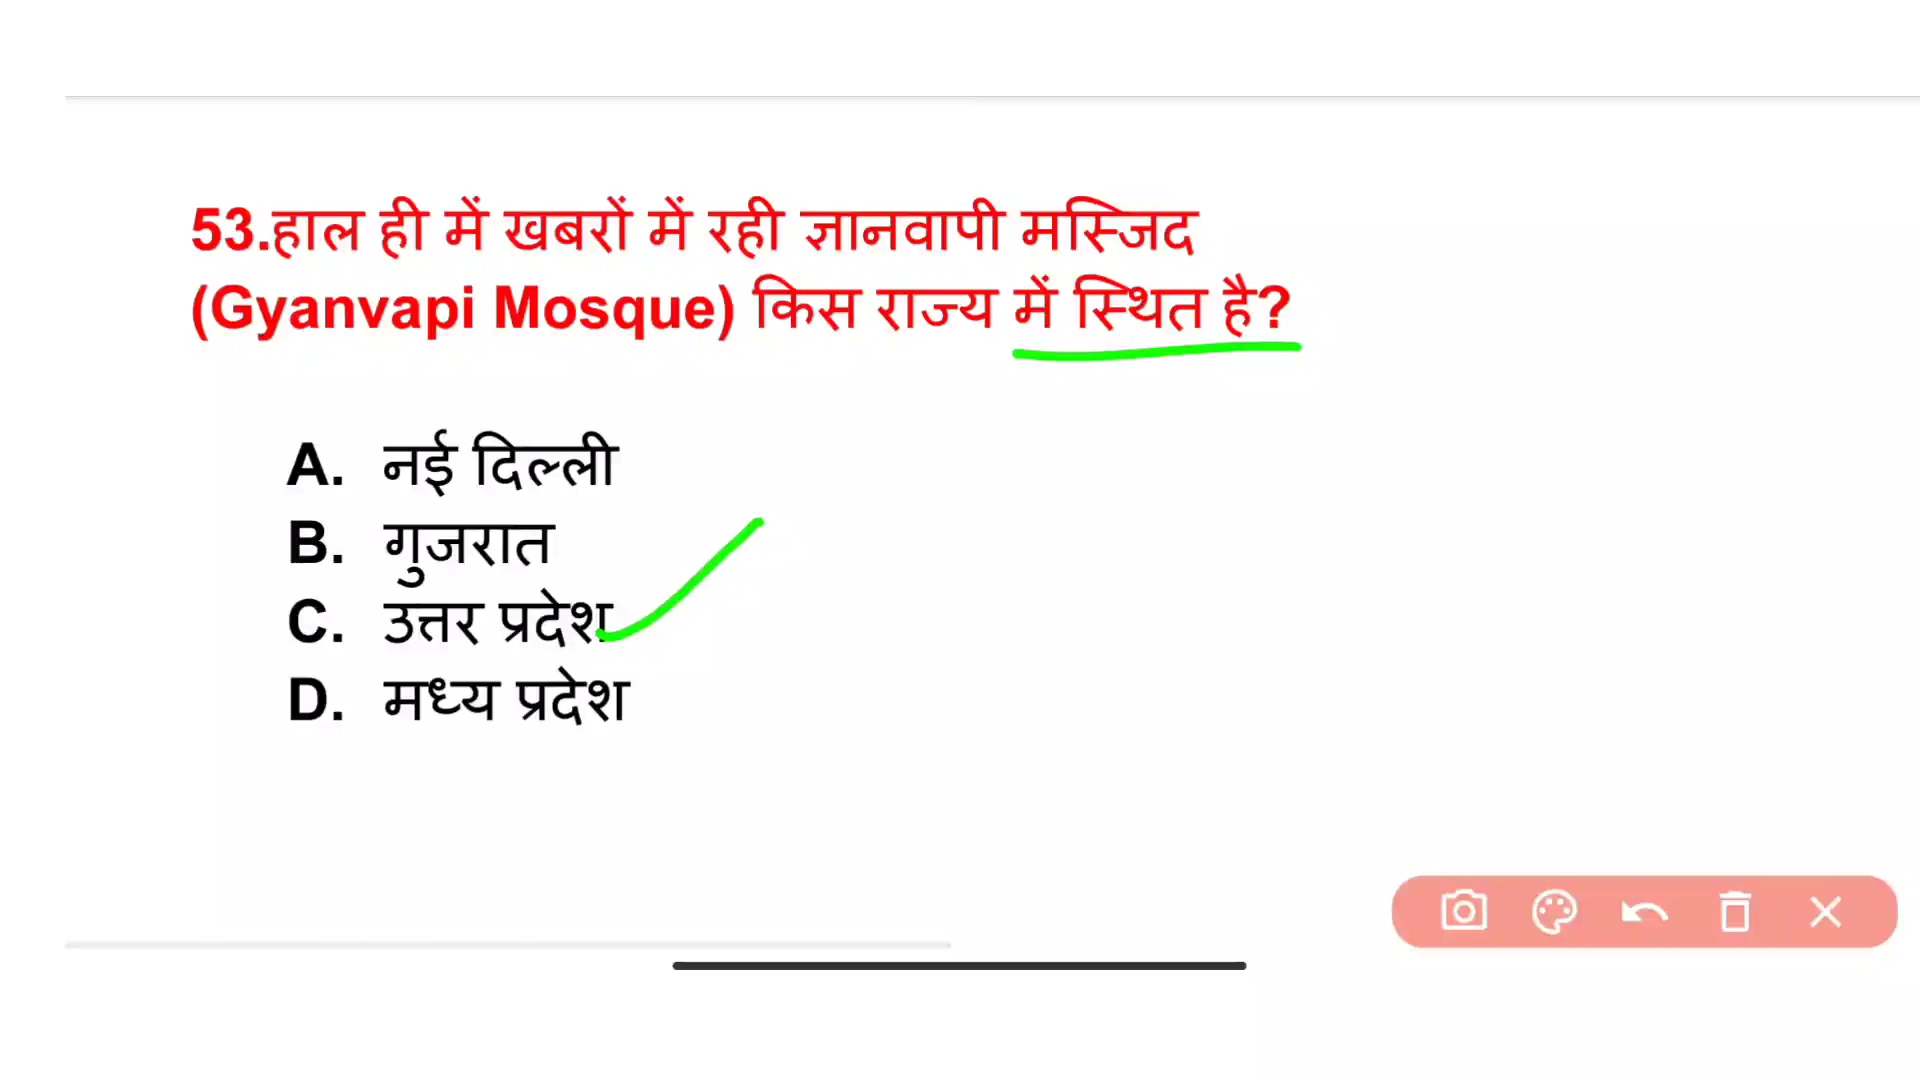 53.हाल ही में खबरों में रही ज्ञानवापी मस्जिद
(Gyanvapi Mosque) किस राज्य में स्थित है?
A. नई दिल्ली
B. गुजरात
C. उत्तर प्रदेश
D. मध्य प्रदेश